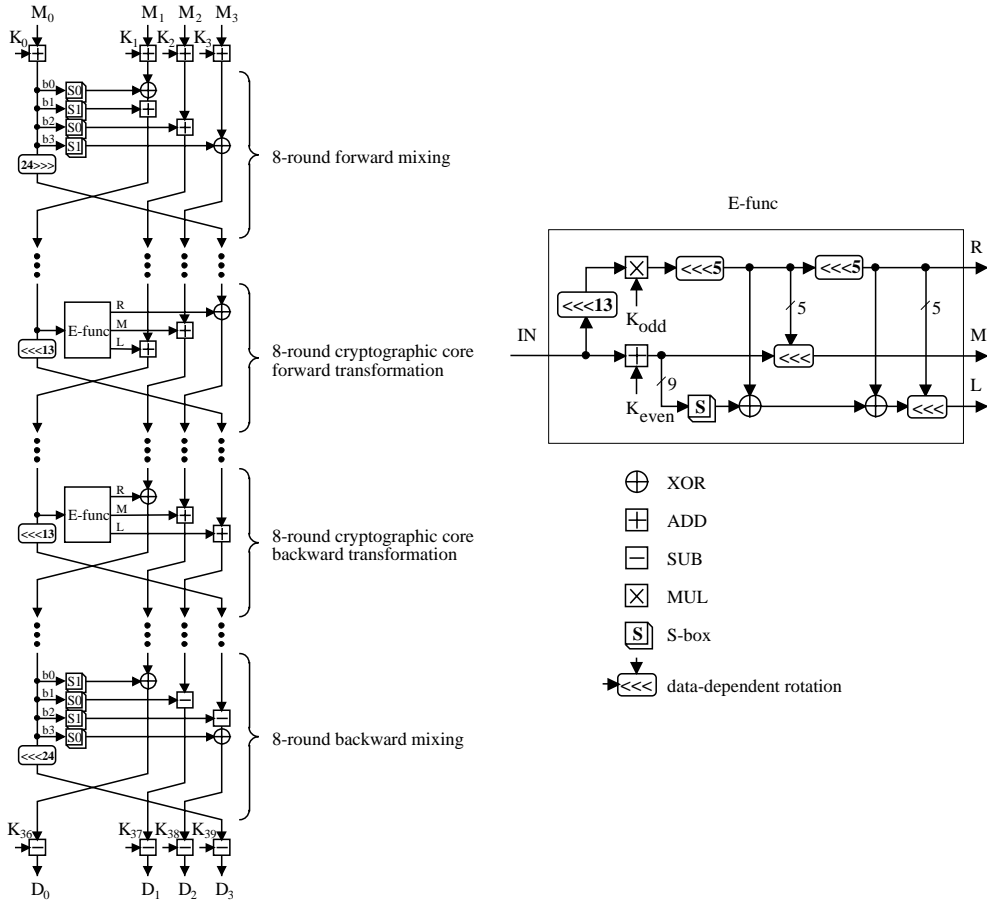 M0 M1 M2 M3
K0 K1 K2 K3
b0 S0
b1 S1
b2 S0
b3 S1
24>>>
8-round forward mixing
E-func R
M
L
<<<13
8-round cryptographic core
forward transformation
E-func R
M
L
<<<13
8-round cryptographic core
backward transformation
b0 S1
b1 S0
b2 S1
b3 S0
<<<24
8-round backward mixing
K36 K37 K38 K39
D0 D1 D2 D3
E-func
R
<<<5 <<<5
<<<13
Kodd
5 5
IN
M
<<<
9
L
Keven
S
<<<
XOR
ADD
SUB
MUL
S S-box
<<< data-dependent rotation